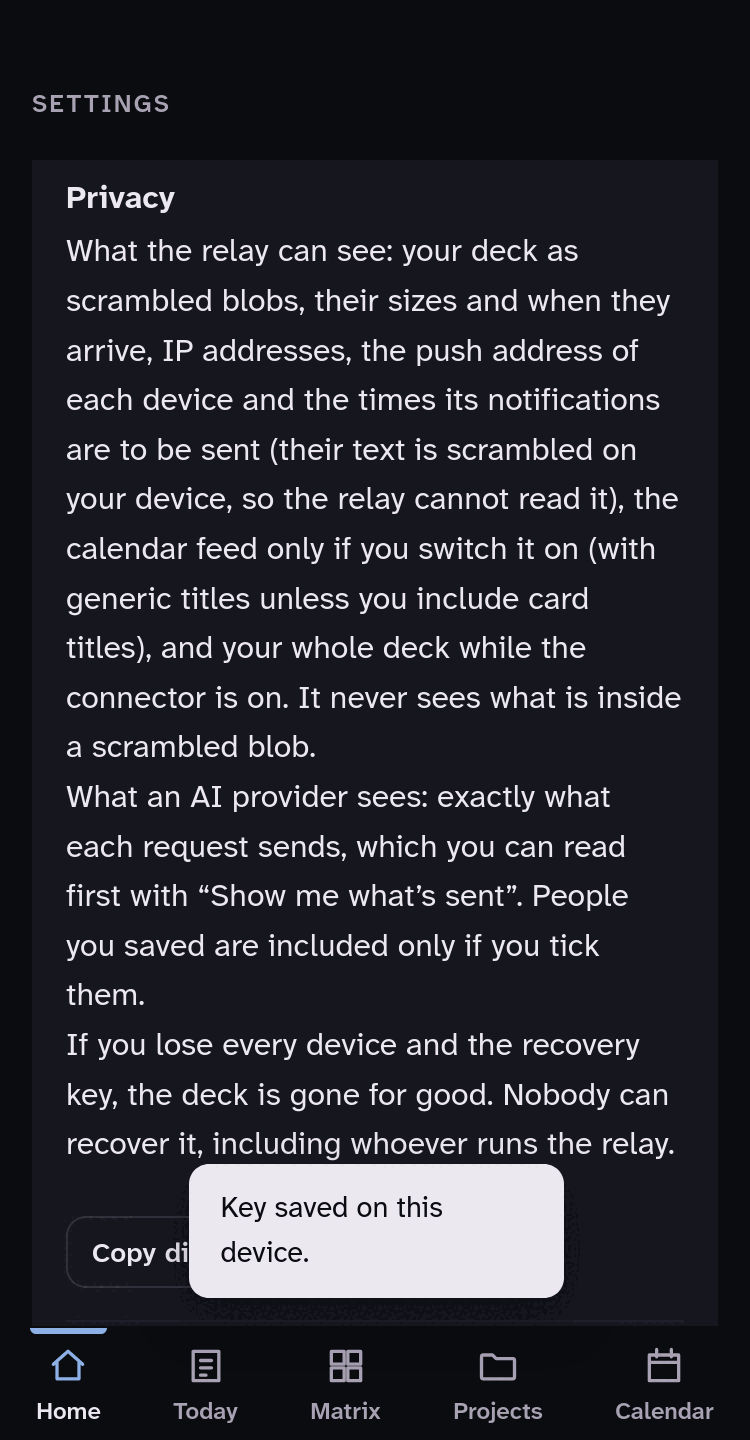 SETTINGS
Privacy
What the relay can see: your deck as
scrambled blobs, their sizes and when they
arrive, IP addresses, the push address of
each device and the times its notifications
are to be sent (their text is scrambled on
your device, so the relay cannot read it), the
calendar feed only if you switch it on (with
generic titles unless you include card
titles), and your whole deck while the
connector is on. It never sees what is inside
a scrambled blob.
What an AI provider sees: exactly what
each request sends, which you can read
first with “Show me what’s sent”. People
you saved are included only if you tick
them.
If you lose every device and the recovery
key, the deck is gone for good. Nobody can
recover it, including whoever runs the relay.
Key saved on this
device.
Copy
Home Today Matrix Projects Calendar